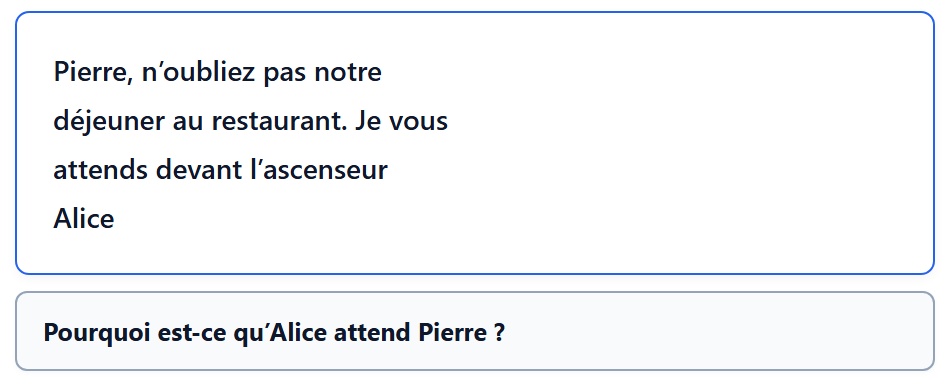 Pierre, n’oubliez pas notre
déjeuner au restaurant. Je vous
attends devant l’ascenseur
Alice
Pourquoi est-ce qu’Alice attend Pierre ?